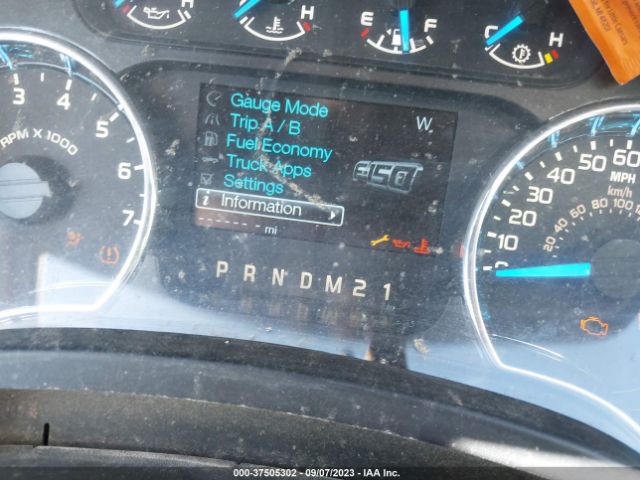 H
H
E F
C H
3 4 5 6 7
RPM X 1000
Gauge Mode
Trip A / B
Fuel Economy
Truck Apps
Settings
i Information
W
F150
------ mi
P R N D M 2 1
0 10 20 30 40 50 60
MPH
km/h
20 40 60 80 100
000-37505302 - 09/07/2023 - IAA Inc.